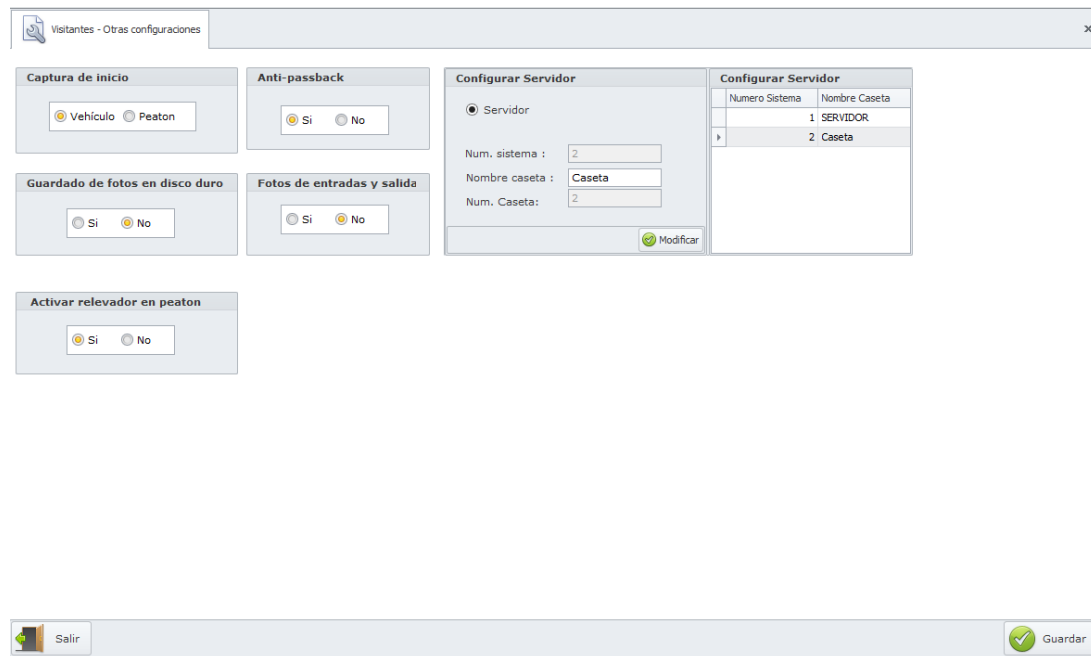 Visitantes - Otras configuraciones
x
Captura de inicio
Vehículo Peaton
Anti-passback
Si No
Configurar Servidor
Servidor
Num. sistema : 2
Nombre caseta : Caseta
Num. Caseta: 2
Modificar
Configurar Servidor
Numero Sistema Nombre Caseta
1 SERVIDOR
2 Caseta
Guardado de fotos en disco duro
Si No
Fotos de entradas y salida
Si No
Activar relevador en peaton
Si No
Salir
Guardar